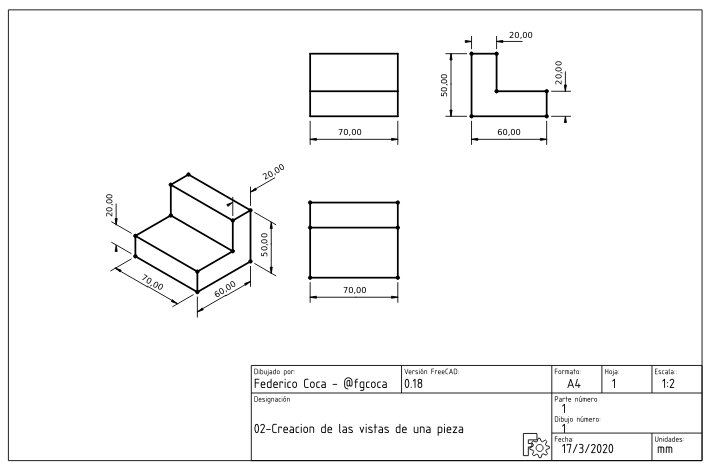 20,00
50,00
20,00
70,00
60,00
20,00
20,00
50,00
70,00
60,00
70,00
Dibujado por:
Federico Coca - @fgcoca
Versión FreeCAD:
0.18
Formato:
A4
Hoja:
1
Escala:
1:2
Designación
02-Creacion de las vistas de una pieza
Parte número
1
Dibujo número:
1
Fecha:
17/3/2020
Unidades:
mm